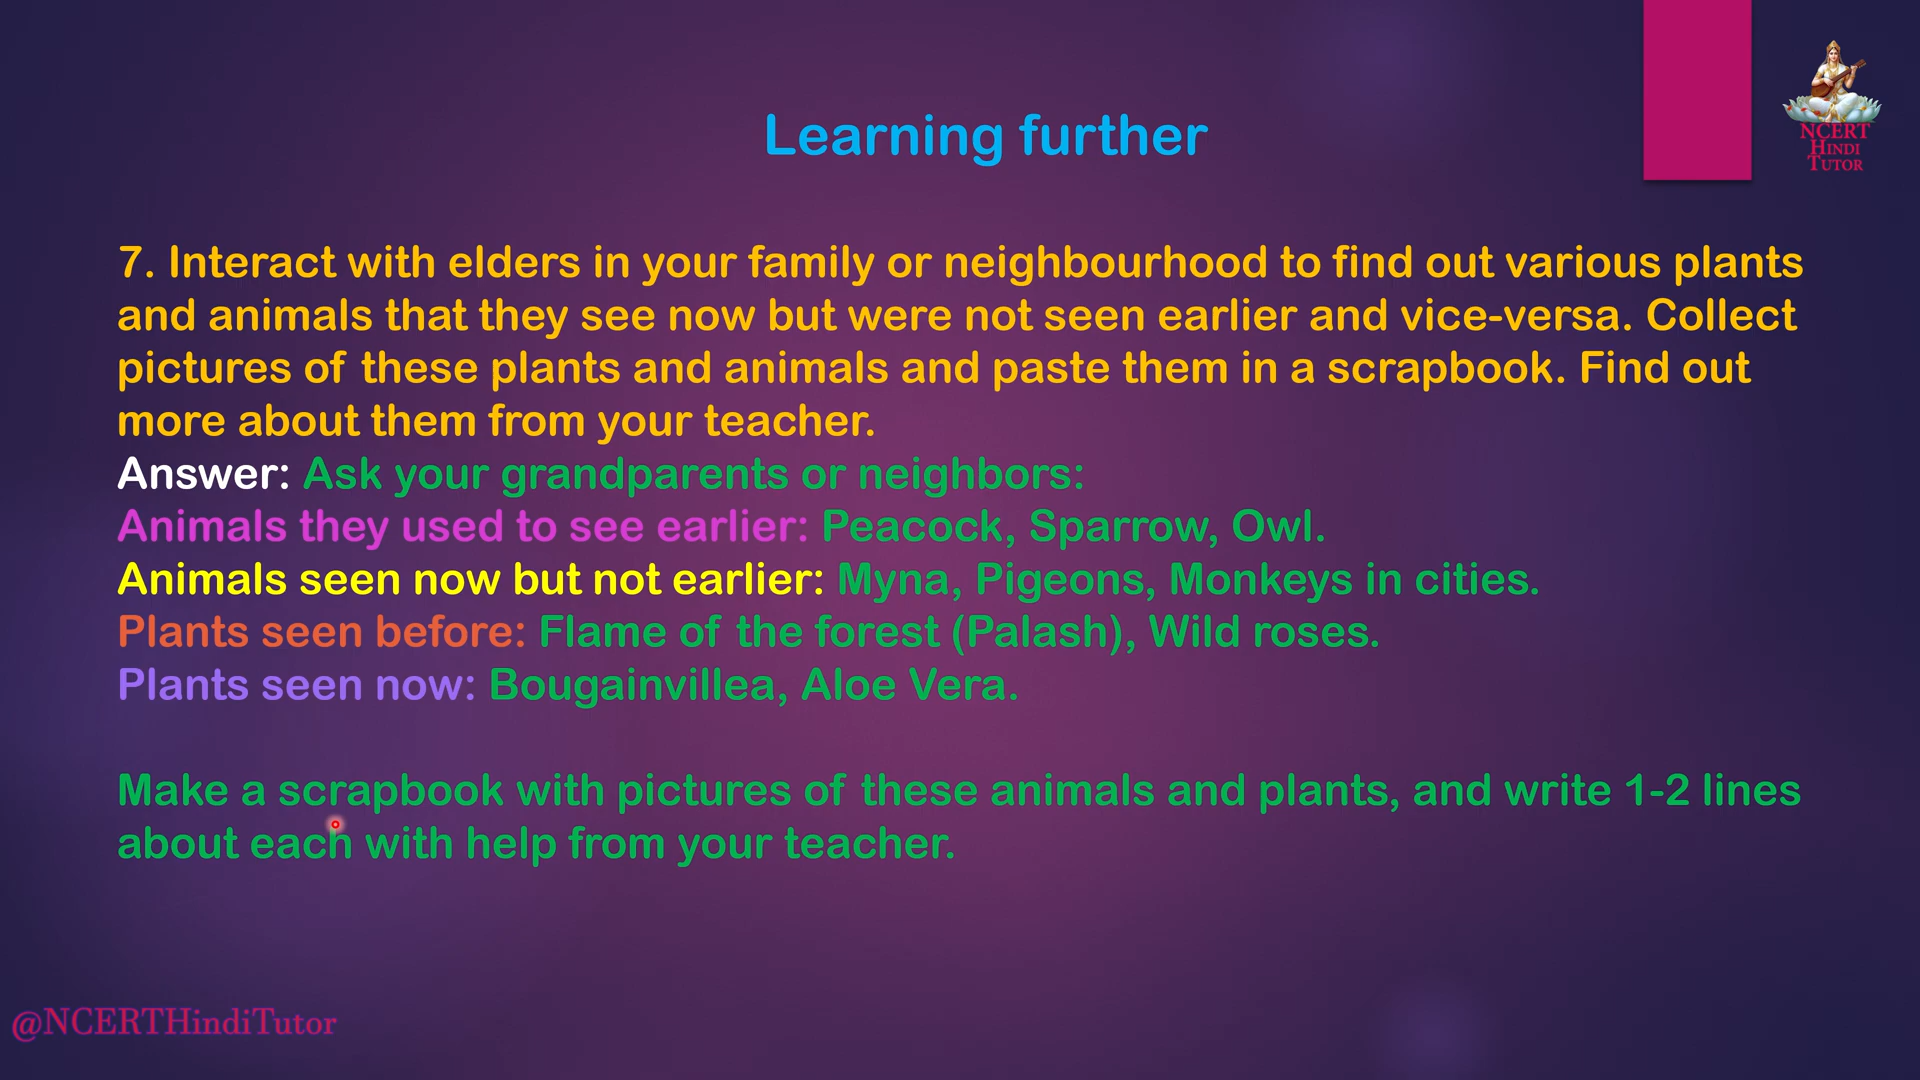 Learning further
NCERT
HINDI
TUTOR
7. Interact with elders in your family or neighbourhood to find out various plants
and animals that they see now but were not seen earlier and vice-versa. Collect
pictures of these plants and animals and paste them in a scrapbook. Find out
more about them from your teacher.
Answer: Ask your grandparents or neighbors:
Animals they used to see earlier: Peacock, Sparrow, Owl.
Animals seen now but not earlier: Myna, Pigeons, Monkeys in cities.
Plants seen before: Flame of the forest (Palash), Wild roses.
Plants seen now: Bougainvillea, Aloe Vera.
Make a scrapbook with pictures of these animals and plants, and write 1-2 lines
about each with help from your teacher.
@NCERTHindiTutor